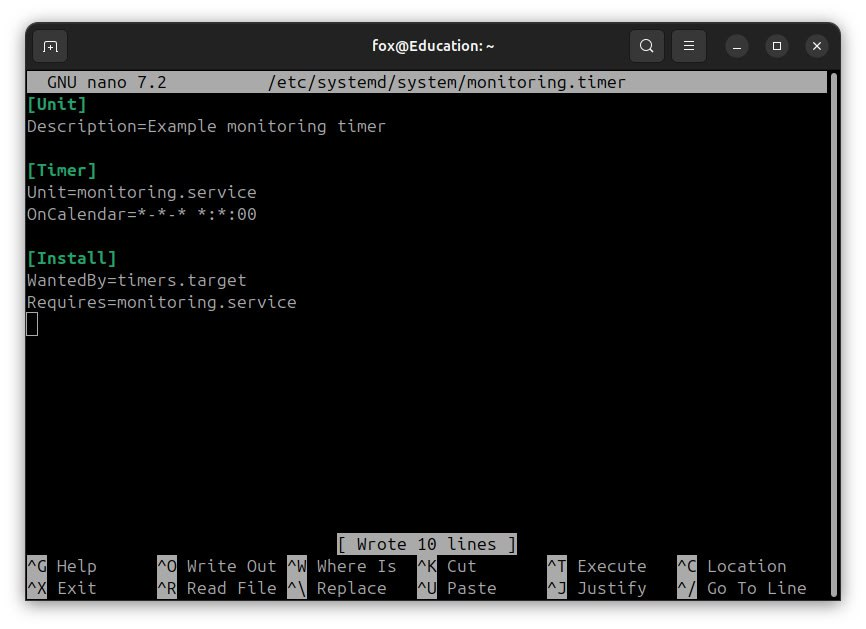 fox@Education: ~
GNU nano 7.2 /etc/systemd/system/monitoring.timer
[Unit]
Description=Example monitoring timer
[Timer]
Unit=monitoring.service
OnCalendar=*-*-* *:*:00
[Install]
WantedBy=timers.target
Requires=monitoring.service
[ Wrote 10 lines ]
^G Help ^O Write Out ^W Where Is ^K Cut ^T Execute ^C Location
^X Exit ^R Read File ^\ Replace ^U Paste ^J Justify ^/ Go To Line